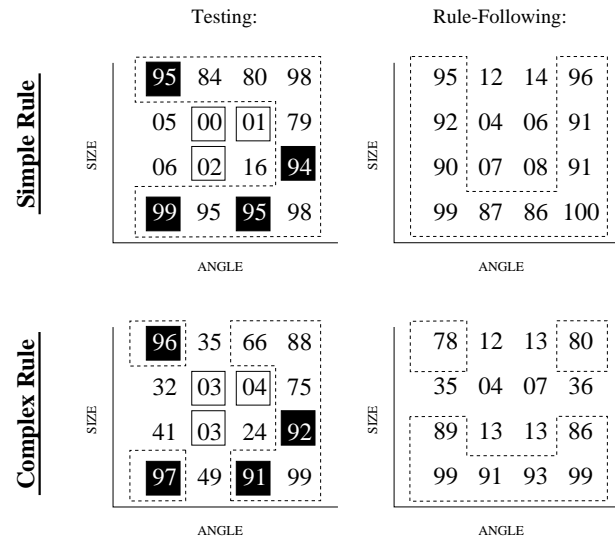 Testing: Rule-Following:
Simple Rule
SIZE
95 84 80 98
05 00 01 79
06 02 16 94
99 95 95 98
ANGLE
SIZE
95 12 14 96
92 04 06 91
90 07 08 91
99 87 86 100
ANGLE
Complex Rule
SIZE
96 35 66 88
32 03 04 75
41 03 24 92
97 49 91 99
ANGLE
SIZE
78 12 13 80
35 04 07 36
89 13 13 86
99 91 93 99
ANGLE